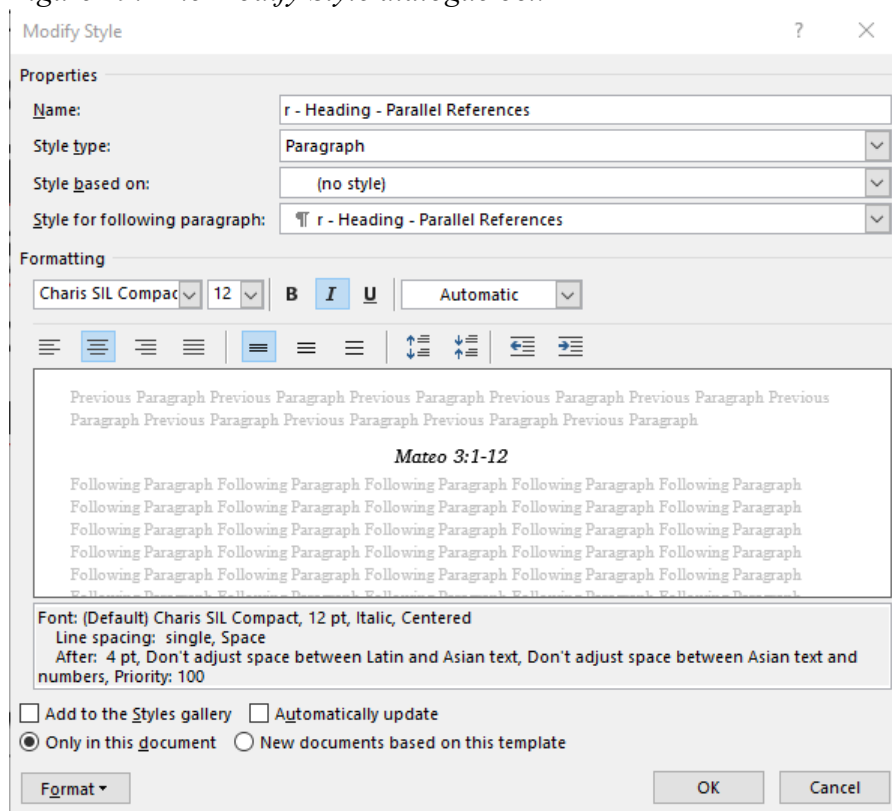 Modify Style ? ×
Properties
Name: r - Heading - Parallel References
Style type: Paragraph
Style based on: (no style)
Style for following paragraph: ¶ r - Heading - Parallel References
Formatting
Charis SIL Compac 12 B I U Automatic
Previous Paragraph Previous Paragraph Previous Paragraph Previous Paragraph Previous Paragraph Previous
Paragraph Previous Paragraph Previous Paragraph Previous Paragraph Previous Paragraph
Mateo 3:1-12
Following Paragraph Following Paragraph Following Paragraph Following Paragraph Following Paragraph
Following Paragraph Following Paragraph Following Paragraph Following Paragraph Following Paragraph
Following Paragraph Following Paragraph Following Paragraph Following Paragraph Following Paragraph
Following Paragraph Following Paragraph Following Paragraph Following Paragraph Following Paragraph
Following Paragraph Following Paragraph Following Paragraph Following Paragraph Following Paragraph
Font: (Default) Charis SIL Compact, 12 pt, Italic, Centered
Line spacing: single, Space
After: 4 pt, Don't adjust space between Latin and Asian text, Don't adjust space between Asian text and
numbers, Priority: 100
Add to the Styles gallery Automatically update
Only in this document New documents based on this template
Format OK Cancel